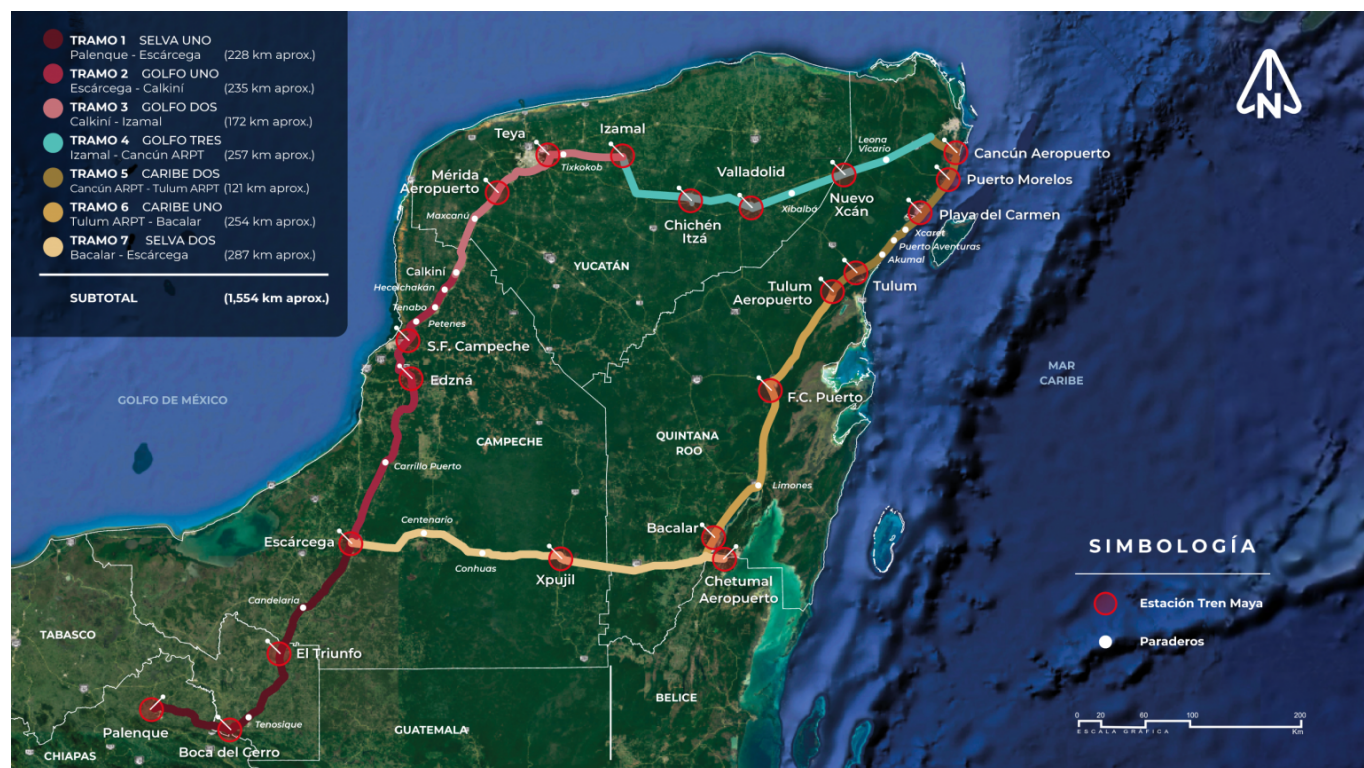 TRAMO 1 SELVA UNO
Palenque - Escárcega (228 km aprox.)
TRAMO 2 GOLFO UNO
Escárcega - Calkiní (235 km aprox.)
TRAMO 3 GOLFO DOS
Calkiní - Izamal (172 km aprox.)
TRAMO 4 GOLFO TRES
Izamal - Cancún ARPT (257 km aprox.)
TRAMO 5 CARIBE DOS
Cancún ARPT - Tulum ARPT (121 km aprox.)
TRAMO 6 CARIBE UNO
Tulum ARPT - Bacalar (254 km aprox.)
TRAMO 7 SELVA DOS
Bacalar - Escárcega (287 km aprox.)
SUBTOTAL (1,554 km aprox.)
N
Teya
Izamal
Tixkokob
Leona
Vicario
Cancún Aeropuerto
Valladolid
Mérida
Aeropuerto
Puerto Morelos
Nuevo
Xcán
Xibalbá
Maxcanú
Chichén
Itzá
Playa del Carmen
Xcaret
Puerto Aventuras
Akumal
YUCATÁN
Calkiní
Hecelchakán
Tulum
Aeropuerto
Tulum
Tenabo
Petenes
S.F. Campeche
Edzná
MAR
CARIBE
GOLFO DE MÉXICO
F.C. Puerto
CAMPECHE
QUINTANA
ROO
Carrillo Puerto
Limones
Centenario
Bacalar
Escárcega
Conhuas
Xpujil
Chetumal
Aeropuerto
SIMBOLOGÍA
Estación Tren Maya
Paraderos
Candelaria
TABASCO
El Triunfo
BELICE
Tenosique
Palenque
Boca del Cerro
GUATEMALA
CHIAPAS
0 20 60 100 200
ESCALA GRÁFICA Km